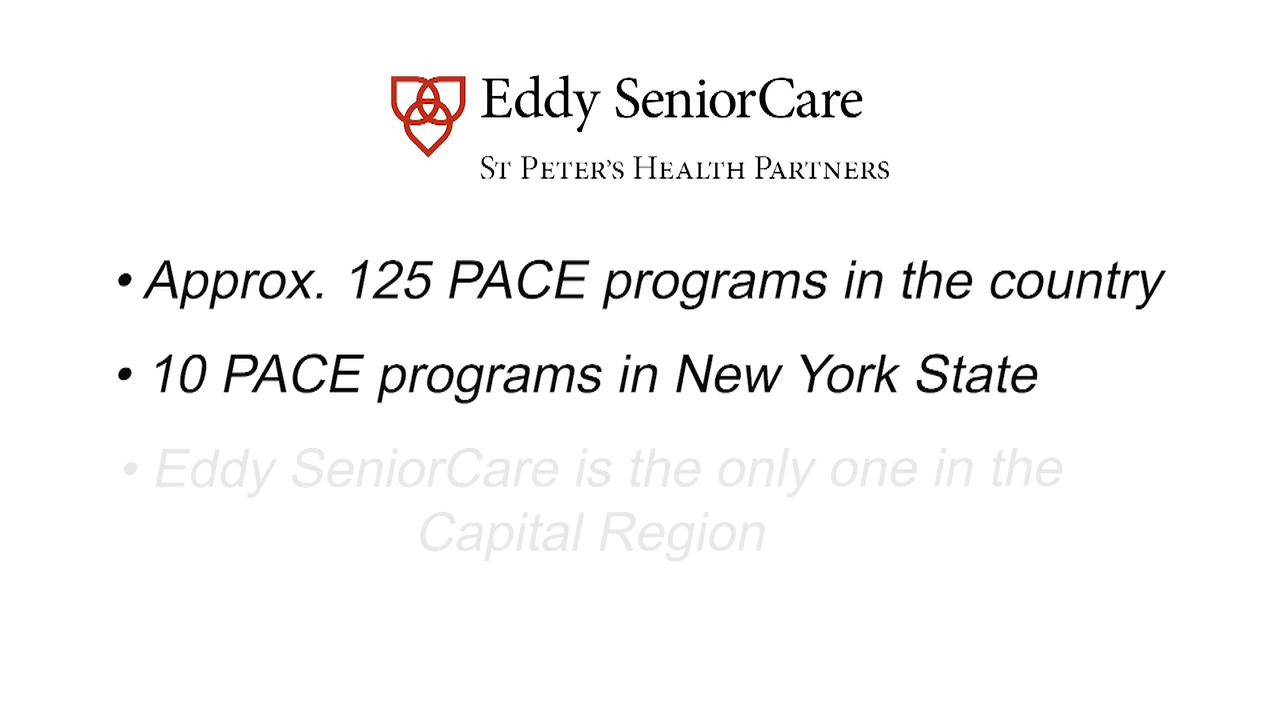 Eddy SeniorCare
St Peter's Health Partners
• Approx. 125 PACE programs in the country
• 10 PACE programs in New York State
• Eddy SeniorCare is the only one in the
Capital Region